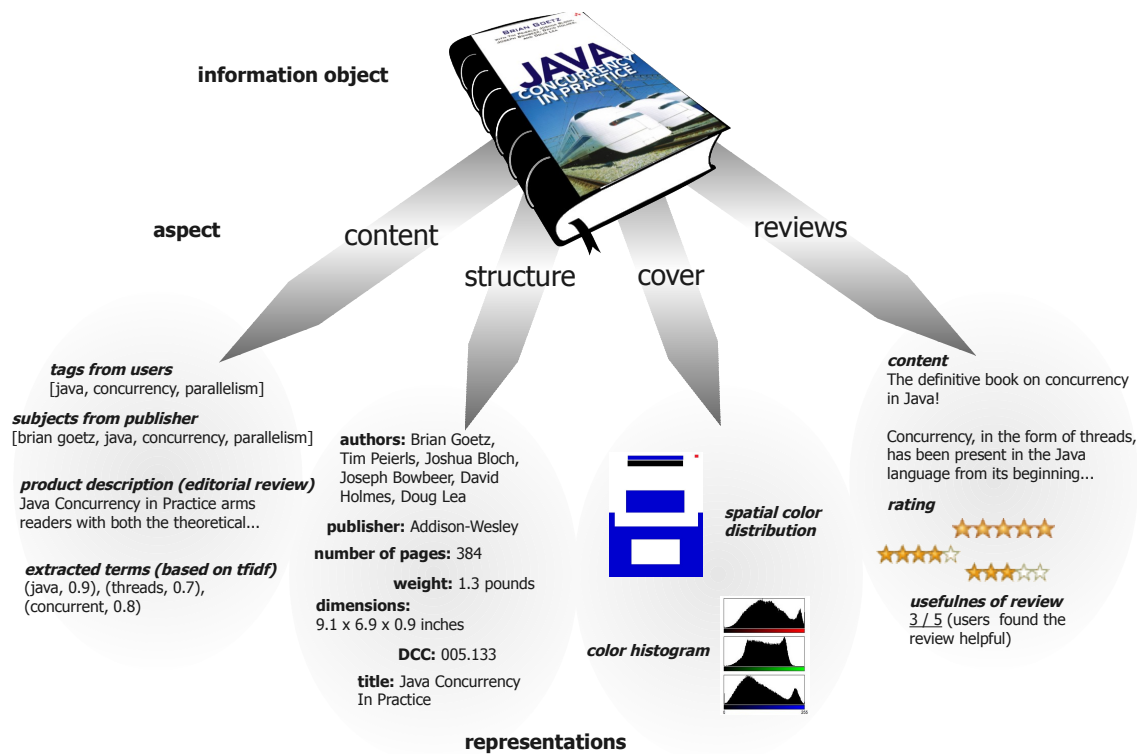 BRIAN GOETZ
JAVA
CONCURRENCY
IN PRACTICE
information object
aspect
content
structure
cover
reviews
tags from users
[java, concurrency, parallelism]
subjects from publisher
[brian goetz, java, concurrency, parallelism]
product description (editorial review)
Java Concurrency in Practice arms
readers with both the theoretical...
extracted terms (based on tfidf)
(java, 0.9), (threads, 0.7),
(concurrent, 0.8)
authors: Brian Goetz,
Tim Peierls, Joshua Bloch,
Joseph Bowbeer, David
Holmes, Doug Lea
publisher: Addison-Wesley
number of pages: 384
weight: 1.3 pounds
dimensions:
9.1 x 6.9 x 0.9 inches
DCC: 005.133
title: Java Concurrency
In Practice
spatial color
distribution
color histogram
0 255
content
The definitive book on concurrency
in Java!
Concurrency, in the form of threads,
has been present in the Java
language from its beginning...
rating
usefulnes of review
3 / 5 (users found the
review helpful)
representations